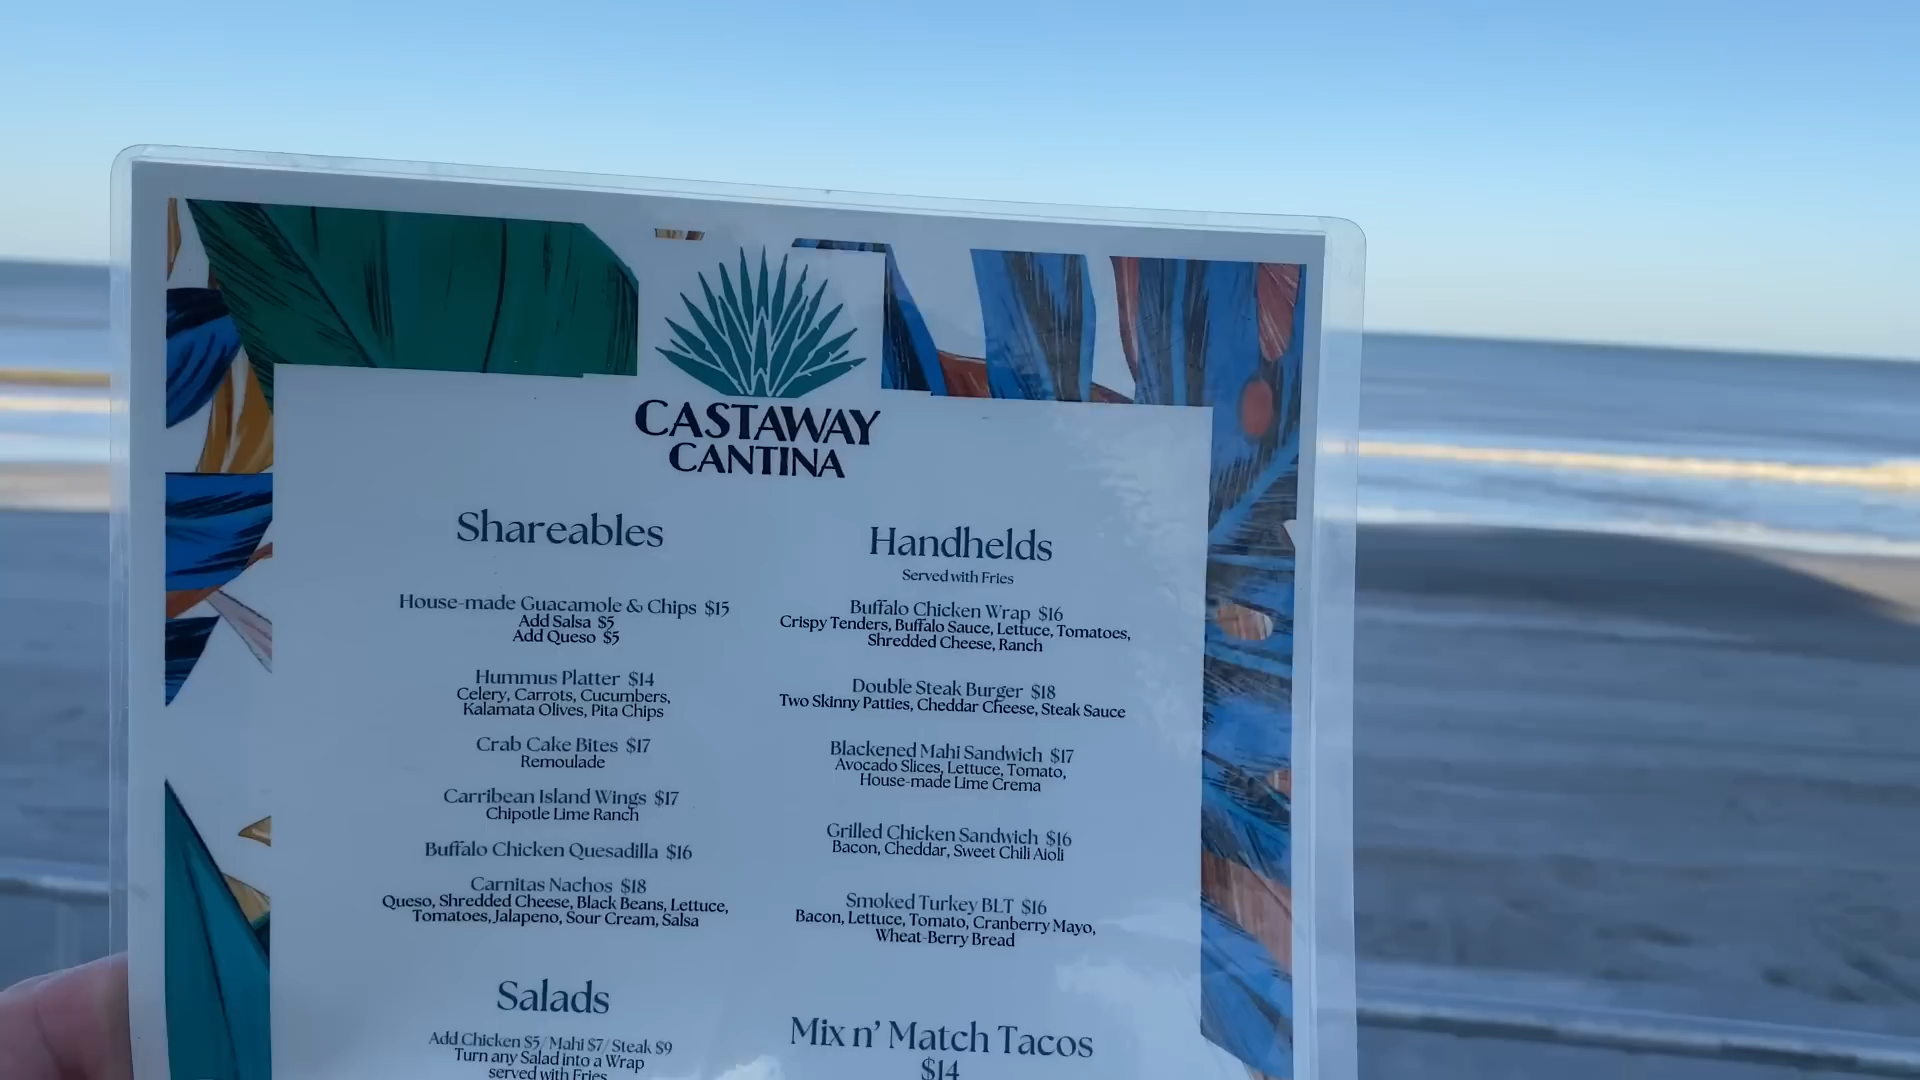 CASTAWAY
CANTINA
Shareables
House-made Guacamole & Chips $15
Add Salsa $5
Add Queso $5
Hummus Platter $14
Celery, Carrots, Cucumbers,
Kalamata Olives, Pita Chips
Crab Cake Bites $17
Remoulade
Carribean Island Wings $17
Chipotle Lime Ranch
Buffalo Chicken Quesadilla $16
Carnitas Nachos $18
Queso, Shredded Cheese, Black Beans, Lettuce,
Tomatoes, Jalapeno, Sour Cream, Salsa
Salads
Add Chicken $5/ Mahi $7/ Steak $9
Turn any Salad into a Wrap
served with Fries
Handhelds
Served with Fries
Buffalo Chicken Wrap $16
Crispy Tenders, Buffalo Sauce, Lettuce, Tomatoes,
Shredded Cheese, Ranch
Double Steak Burger $18
Two Skinny Patties, Cheddar Cheese, Steak Sauce
Blackened Mahi Sandwich $17
Avocado Slices, Lettuce, Tomato,
House-made Lime Crema
Grilled Chicken Sandwich $16
Bacon, Cheddar, Sweet Chili Aioli
Smoked Turkey BLT $16
Bacon, Lettuce, Tomato, Cranberry Mayo,
Wheat-Berry Bread
Mix n' Match Tacos
$14